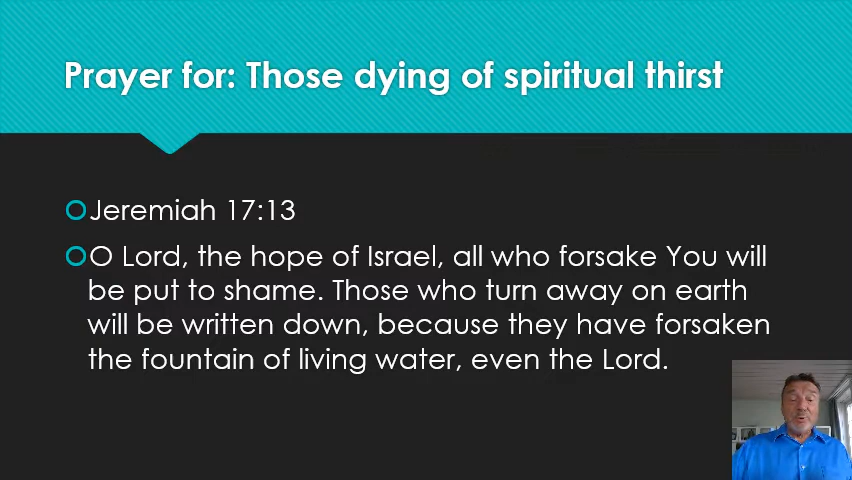 Prayer for: Those dying of spiritual thirst
Jeremiah 17:13
O Lord, the hope of Israel, all who forsake You will
be put to shame. Those who turn away on earth
will be written down, because they have forsaken
the fountain of living water, even the Lord.